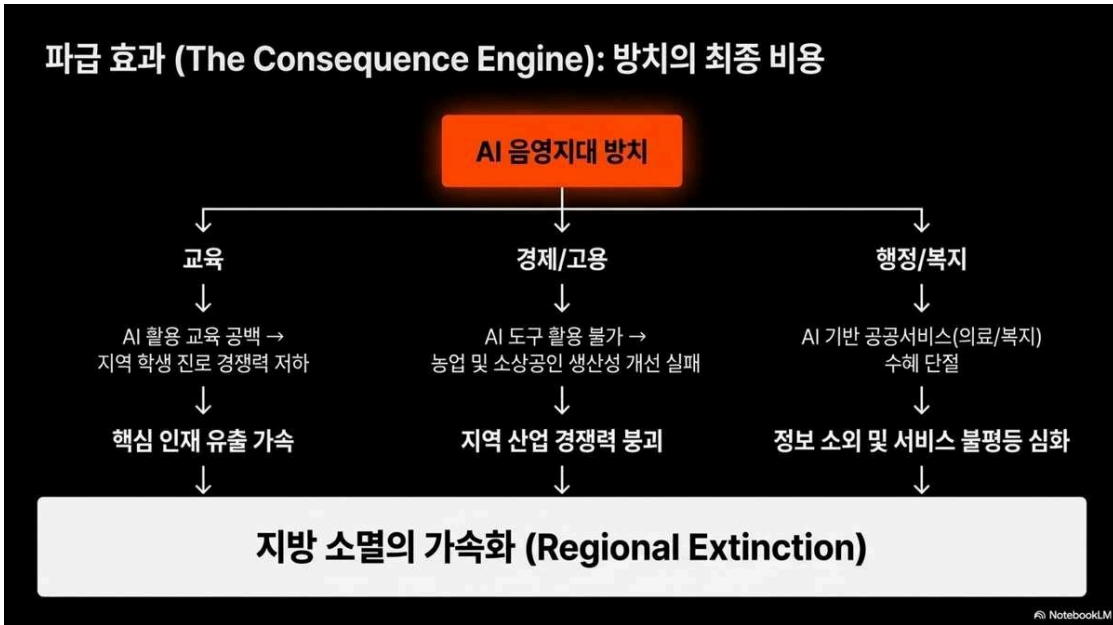 파급 효과 (The Consequence Engine): 방치의 최종 비용
AI 음영지대 방치
교육
경제/고용
행정/복지
AI 활용 교육 공백 →
지역 학생 진로 경쟁력 저하
AI 도구 활용 불가 →
농업 및 소상공인 생산성 개선 실패
AI 기반 공공서비스(의료/복지)
수혜 단절
핵심 인재 유출 가속
지역 산업 경쟁력 붕괴
정보 소외 및 서비스 불평등 심화
지방 소멸의 가속화 (Regional Extinction)
NotebookLM